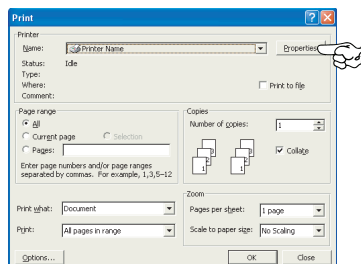 Print
Printer
Name: Printer Name Properties
Status: Idle
Type:
Where: Print to file
Comment:
Page range
All
Current page Selection
Pages:
Enter page numbers and/or page ranges
separated by commas. For example, 1,3,5–12
Copies
Number of copies: 1
Collate
Print what: Document
Print: All pages in range
Zoom
Pages per sheet: 1 page
Scale to paper size: No Scaling
Options... OK Close